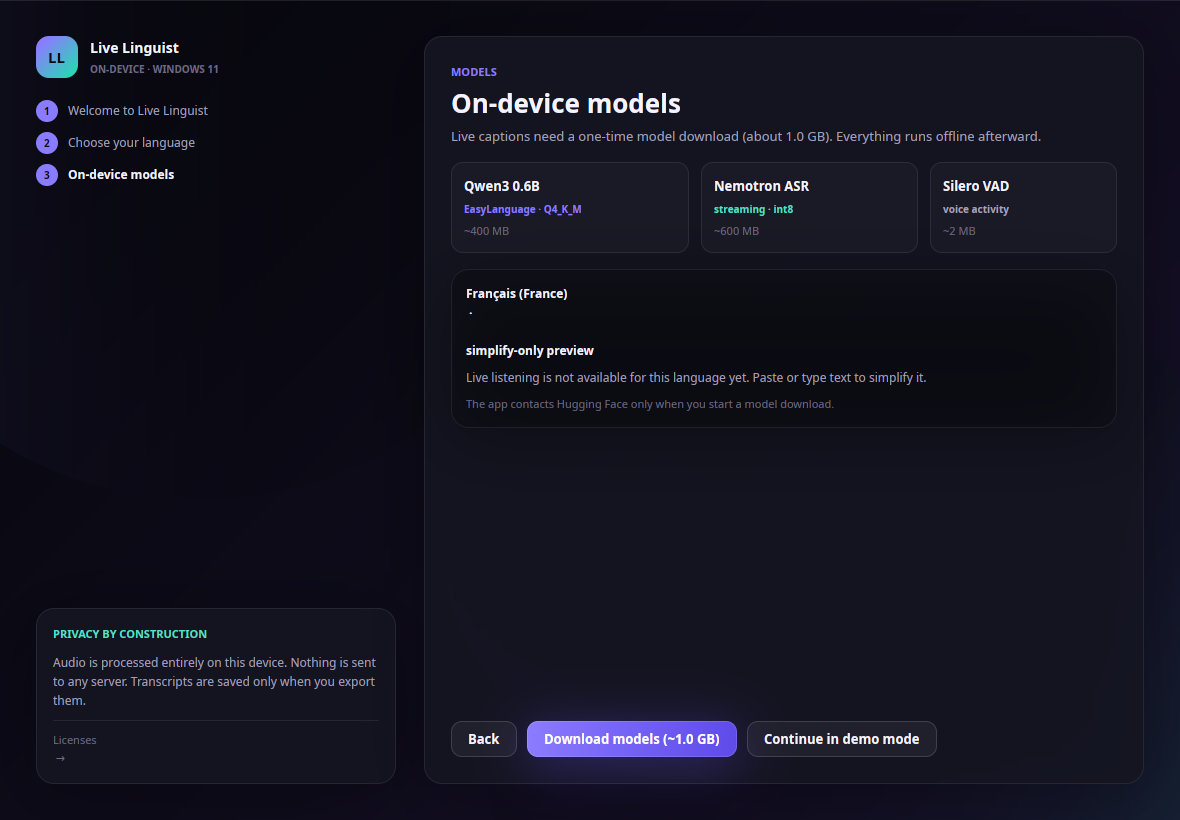 LL
Live Linguist
ON-DEVICE · WINDOWS 11
1 Welcome to Live Linguist
2 Choose your language
3 On-device models
PRIVACY BY CONSTRUCTION
Audio is processed entirely on this device. Nothing is sent
to any server. Transcripts are saved only when you export
them.
Licenses
→
MODELS
On-device models
Live captions need a one-time model download (about 1.0 GB). Everything runs offline afterward.
Qwen3 0.6B
EasyLanguage · Q4_K_M
~400 MB
Nemotron ASR
streaming · int8
~600 MB
Silero VAD
voice activity
~2 MB
Français (France)
·
simplify-only preview
Live listening is not available for this language yet. Paste or type text to simplify it.
The app contacts Hugging Face only when you start a model download.
Back
Download models (~1.0 GB)
Continue in demo mode